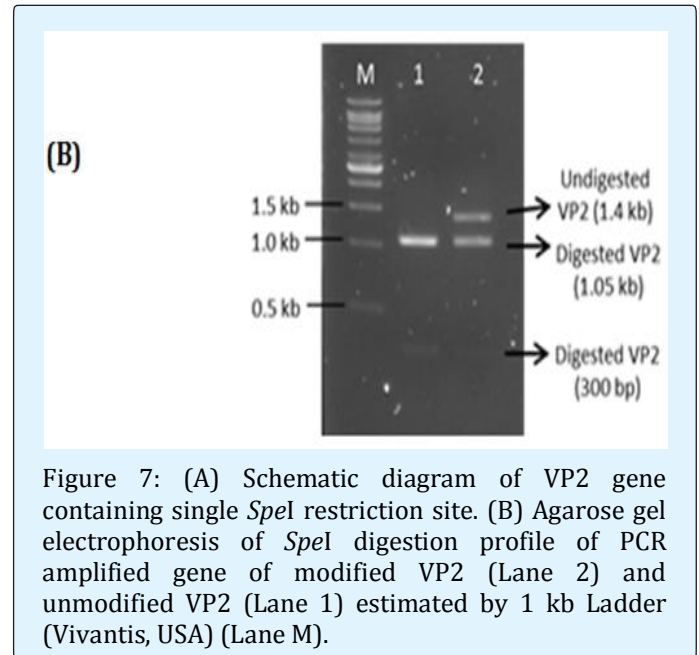 (B)
M 1 2
1.5 kb
1.0 kb
0.5 kb
Undigested
VP2 (1.4 kb)
Digested VP2
(1.05 kb)
Digested VP2
(300 bp)
Figure 7: (A) Schematic diagram of VP2 gene
containing single SpeI restriction site. (B) Agarose gel
electrophoresis of SpeI digestion profile of PCR
amplified gene of modified VP2 (Lane 2) and
unmodified VP2 (Lane 1) estimated by 1 kb Ladder
(Vivantis, USA) (Lane M).